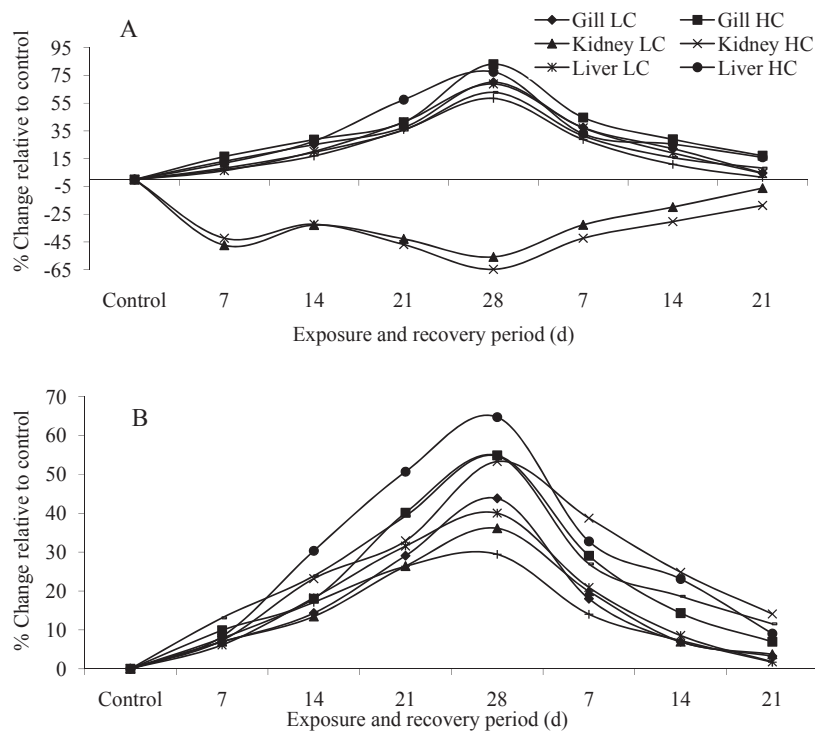 A
Gill LC
Gill HC
Kidney LC
Kidney HC
Liver LC
Liver HC
% Change relative to control
95
75
55
35
15
-5
-25
-45
-65
Control 7 14 21 28 7 14 21
Exposure and recovery period (d)
B
% Change relative to control
70
60
50
40
30
20
10
0
Control 7 14 21 28 7 14 21
Exposure and recovery period (d)